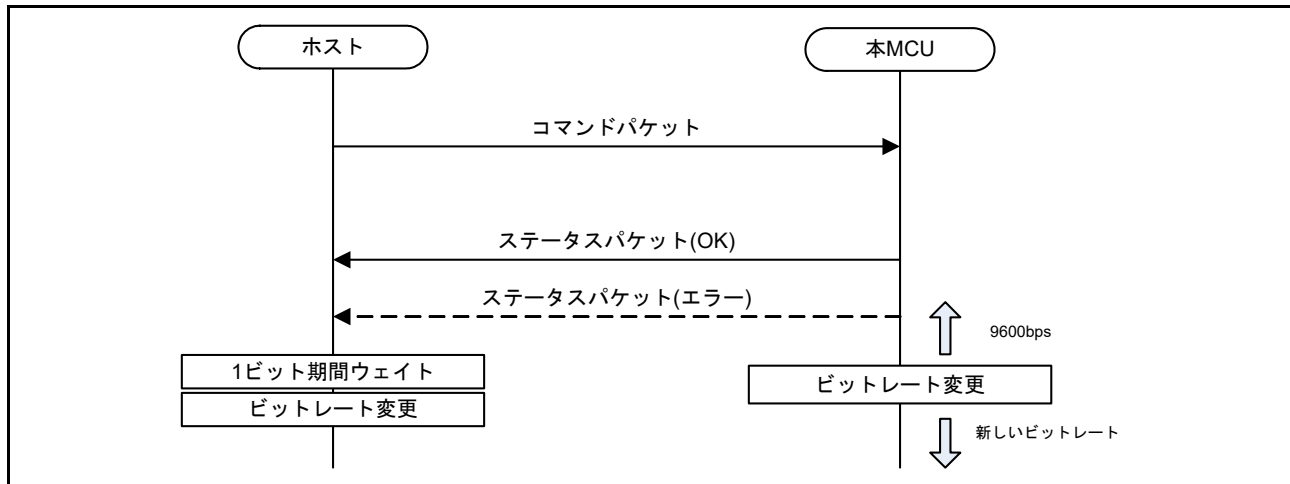 ホスト
本MCU
コマンドパケット
ステータスパケット(OK)
ステータスパケット(エラー)
9600bps
1ビット期間ウェイト
ビットレート変更
ビットレート変更
新しいビットレート